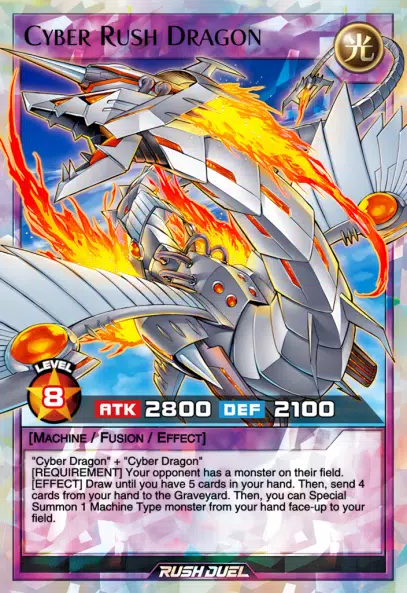 CYBER RUSH DRAGON
光
LEVEL
8
ATK 2800 DEF 2100
[MACHINE / FUSION / EFFECT]
"Cyber Dragon" + "Cyber Dragon"
[REQUIREMENT] Your opponent has a monster on their field.
[EFFECT] Draw until you have 5 cards in your hand. Then, send 4
cards from your hand to the Graveyard. Then, you can Special
Summon 1 Machine Type monster from your hand face-up to your
field.
RUSH DUEL